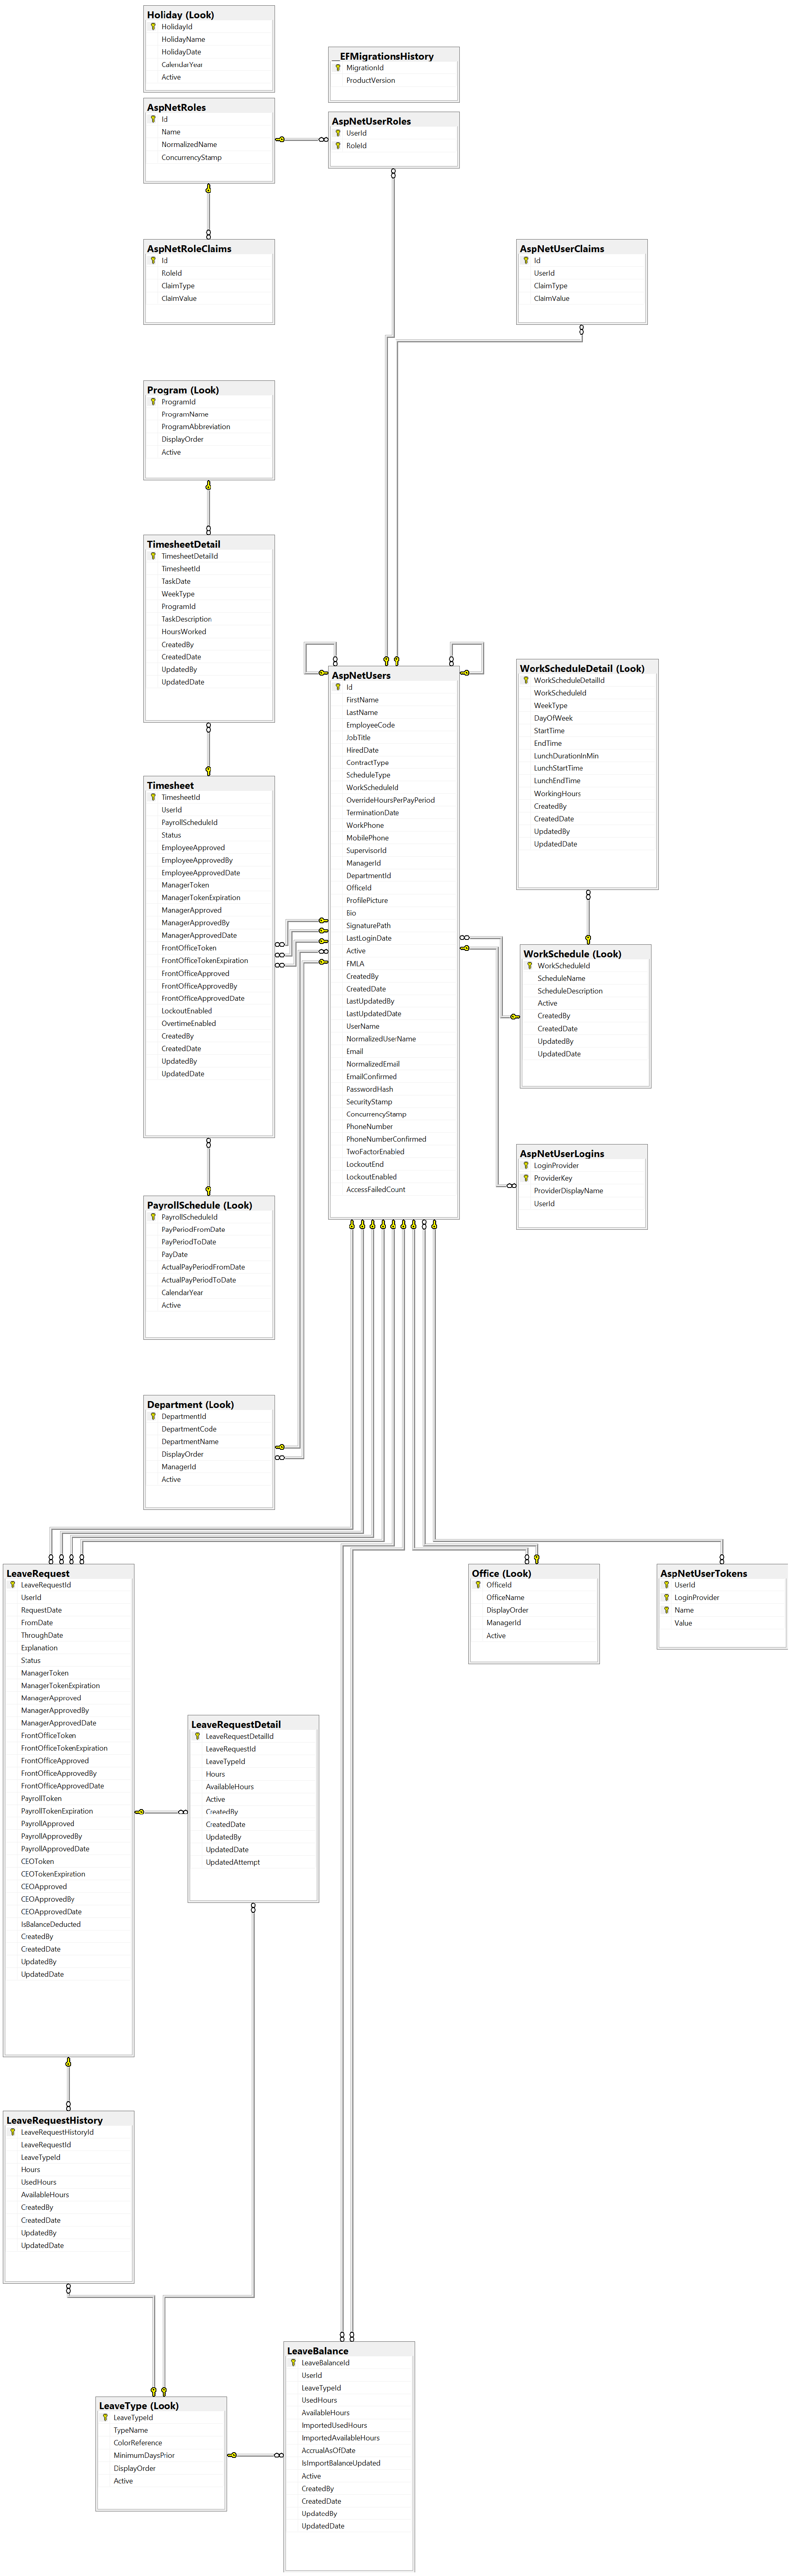 Holiday (Look)
HolidayId
HolidayName
HolidayDate
CalendarYear
Active
__EFMigrationsHistory
MigrationId
ProductVersion
AspNetRoles
Id
Name
NormalizedName
ConcurrencyStamp
AspNetUserRoles
UserId
RoleId
AspNetRoleClaims
Id
RoleId
ClaimType
ClaimValue
AspNetUserClaims
Id
UserId
ClaimType
ClaimValue
Program (Look)
ProgramId
ProgramName
ProgramAbbreviation
DisplayOrder
Active
TimesheetDetail
TimesheetDetailId
TimesheetId
TaskDate
WeekType
ProgramId
TaskDescription
HoursWorked
CreatedBy
CreatedDate
UpdatedBy
UpdatedDate
AspNetUsers
Id
FirstName
LastName
EmployeeCode
JobTitle
HiredDate
ContractType
ScheduleType
WorkScheduleId
OverrideHoursPerPayPeriod
TerminationDate
WorkPhone
MobilePhone
SupervisorId
ManagerId
DepartmentId
OfficeId
ProfilePicture
Bio
SignaturePath
LastLoginDate
Active
FMLA
CreatedBy
CreatedDate
LastUpdatedBy
LastUpdatedDate
UserName
NormalizedUserName
Email
NormalizedEmail
EmailConfirmed
PasswordHash
SecurityStamp
ConcurrencyStamp
PhoneNumber
PhoneNumberConfirmed
TwoFactorEnabled
LockoutEnd
LockoutEnabled
AccessFailedCount
WorkScheduleDetail (Look)
WorkScheduleDetailId
WorkScheduleId
WeekType
DayOfWeek
StartTime
EndTime
LunchDurationInMin
LunchStartTime
LunchEndTime
WorkingHours
CreatedBy
CreatedDate
UpdatedBy
UpdatedDate
Timesheet
TimesheetId
UserId
PayrollScheduleId
Status
EmployeeApproved
EmployeeApprovedBy
EmployeeApprovedDate
ManagerToken
ManagerTokenExpiration
ManagerApproved
ManagerApprovedBy
ManagerApprovedDate
FrontOfficeToken
FrontOfficeTokenExpiration
FrontOfficeApproved
FrontOfficeApprovedBy
FrontOfficeApprovedDate
LockoutEnabled
OvertimeEnabled
CreatedBy
CreatedDate
UpdatedBy
UpdatedDate
WorkSchedule (Look)
WorkScheduleId
ScheduleName
ScheduleDescription
Active
CreatedBy
CreatedDate
UpdatedBy
UpdatedDate
AspNetUserLogins
LoginProvider
ProviderKey
ProviderDisplayName
UserId
PayrollSchedule (Look)
PayrollScheduleId
PayPeriodFromDate
PayPeriodToDate
PayDate
ActualPayPeriodFromDate
ActualPayPeriodToDate
CalendarYear
Active
Department (Look)
DepartmentId
DepartmentCode
DepartmentName
DisplayOrder
ManagerId
Active
LeaveRequest
LeaveRequestId
UserId
RequestDate
FromDate
ThroughDate
Explanation
Status
ManagerToken
ManagerTokenExpiration
ManagerApproved
ManagerApprovedBy
ManagerApprovedDate
FrontOfficeToken
FrontOfficeTokenExpiration
FrontOfficeApproved
FrontOfficeApprovedBy
FrontOfficeApprovedDate
PayrollToken
PayrollTokenExpiration
PayrollApproved
PayrollApprovedBy
PayrollApprovedDate
CEOToken
CEOTokenExpiration
CEOApproved
CEOApprovedBy
CEOApprovedDate
IsBalanceDeducted
CreatedBy
CreatedDate
UpdatedBy
UpdatedDate
Office (Look)
OfficeId
OfficeName
DisplayOrder
ManagerId
Active
AspNetUserTokens
UserId
LoginProvider
Name
Value
LeaveRequestDetail
LeaveRequestDetailId
LeaveRequestId
LeaveTypeId
Hours
AvailableHours
Active
CreatedBy
CreatedDate
UpdatedBy
UpdatedDate
UpdatedAttempt
LeaveRequestHistory
LeaveRequestHistoryId
LeaveRequestId
LeaveTypeId
Hours
UsedHours
AvailableHours
CreatedBy
CreatedDate
UpdatedBy
UpdatedDate
LeaveBalance
LeaveBalanceId
UserId
LeaveTypeId
UsedHours
AvailableHours
ImportedUsedHours
ImportedAvailableHours
AccrualAsOfDate
IsImportBalanceUpdated
Active
CreatedBy
CreatedDate
UpdatedBy
UpdatedDate
LeaveType (Look)
LeaveTypeId
TypeName
ColorReference
MinimumDaysPrior
DisplayOrder
Active